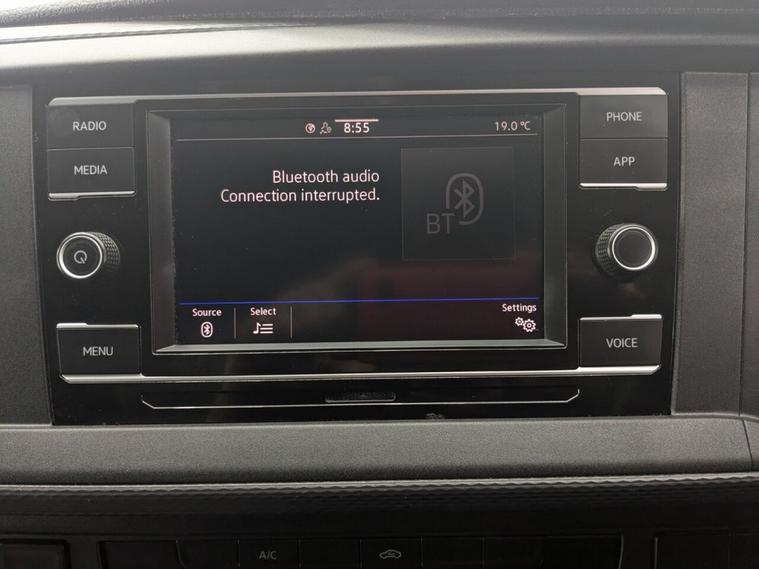 RADIO
MEDIA
MENU
8:55
19.0 °C
Bluetooth audio
Connection interrupted.
BT
Source
Select
Settings
PHONE
APP
VOICE
A/C